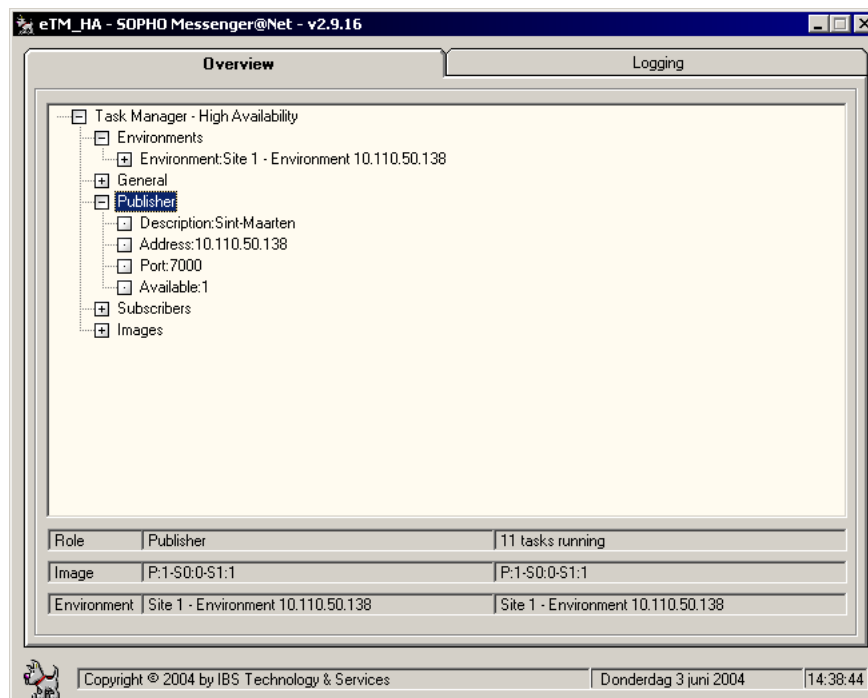 eTM_HA - SOPHO Messenger@Net - v2.9.16
Overview
Logging
Task Manager - High Availability
Environments
Environment:Site 1 - Environment 10.110.50.138
General
Publisher
Description:Sint-Maarten
Address:10.110.50.138
Port:7000
Available:1
Subscribers
Images
Role Publisher 11 tasks running
Image P:1-S0:0-S1:1 P:1-S0:0-S1:1
Environment Site 1 - Environment 10.110.50.138 Site 1 - Environment 10.110.50.138
Copyright © 2004 by IBS Technology & Services Donderdag 3 juni 2004 14:38:44